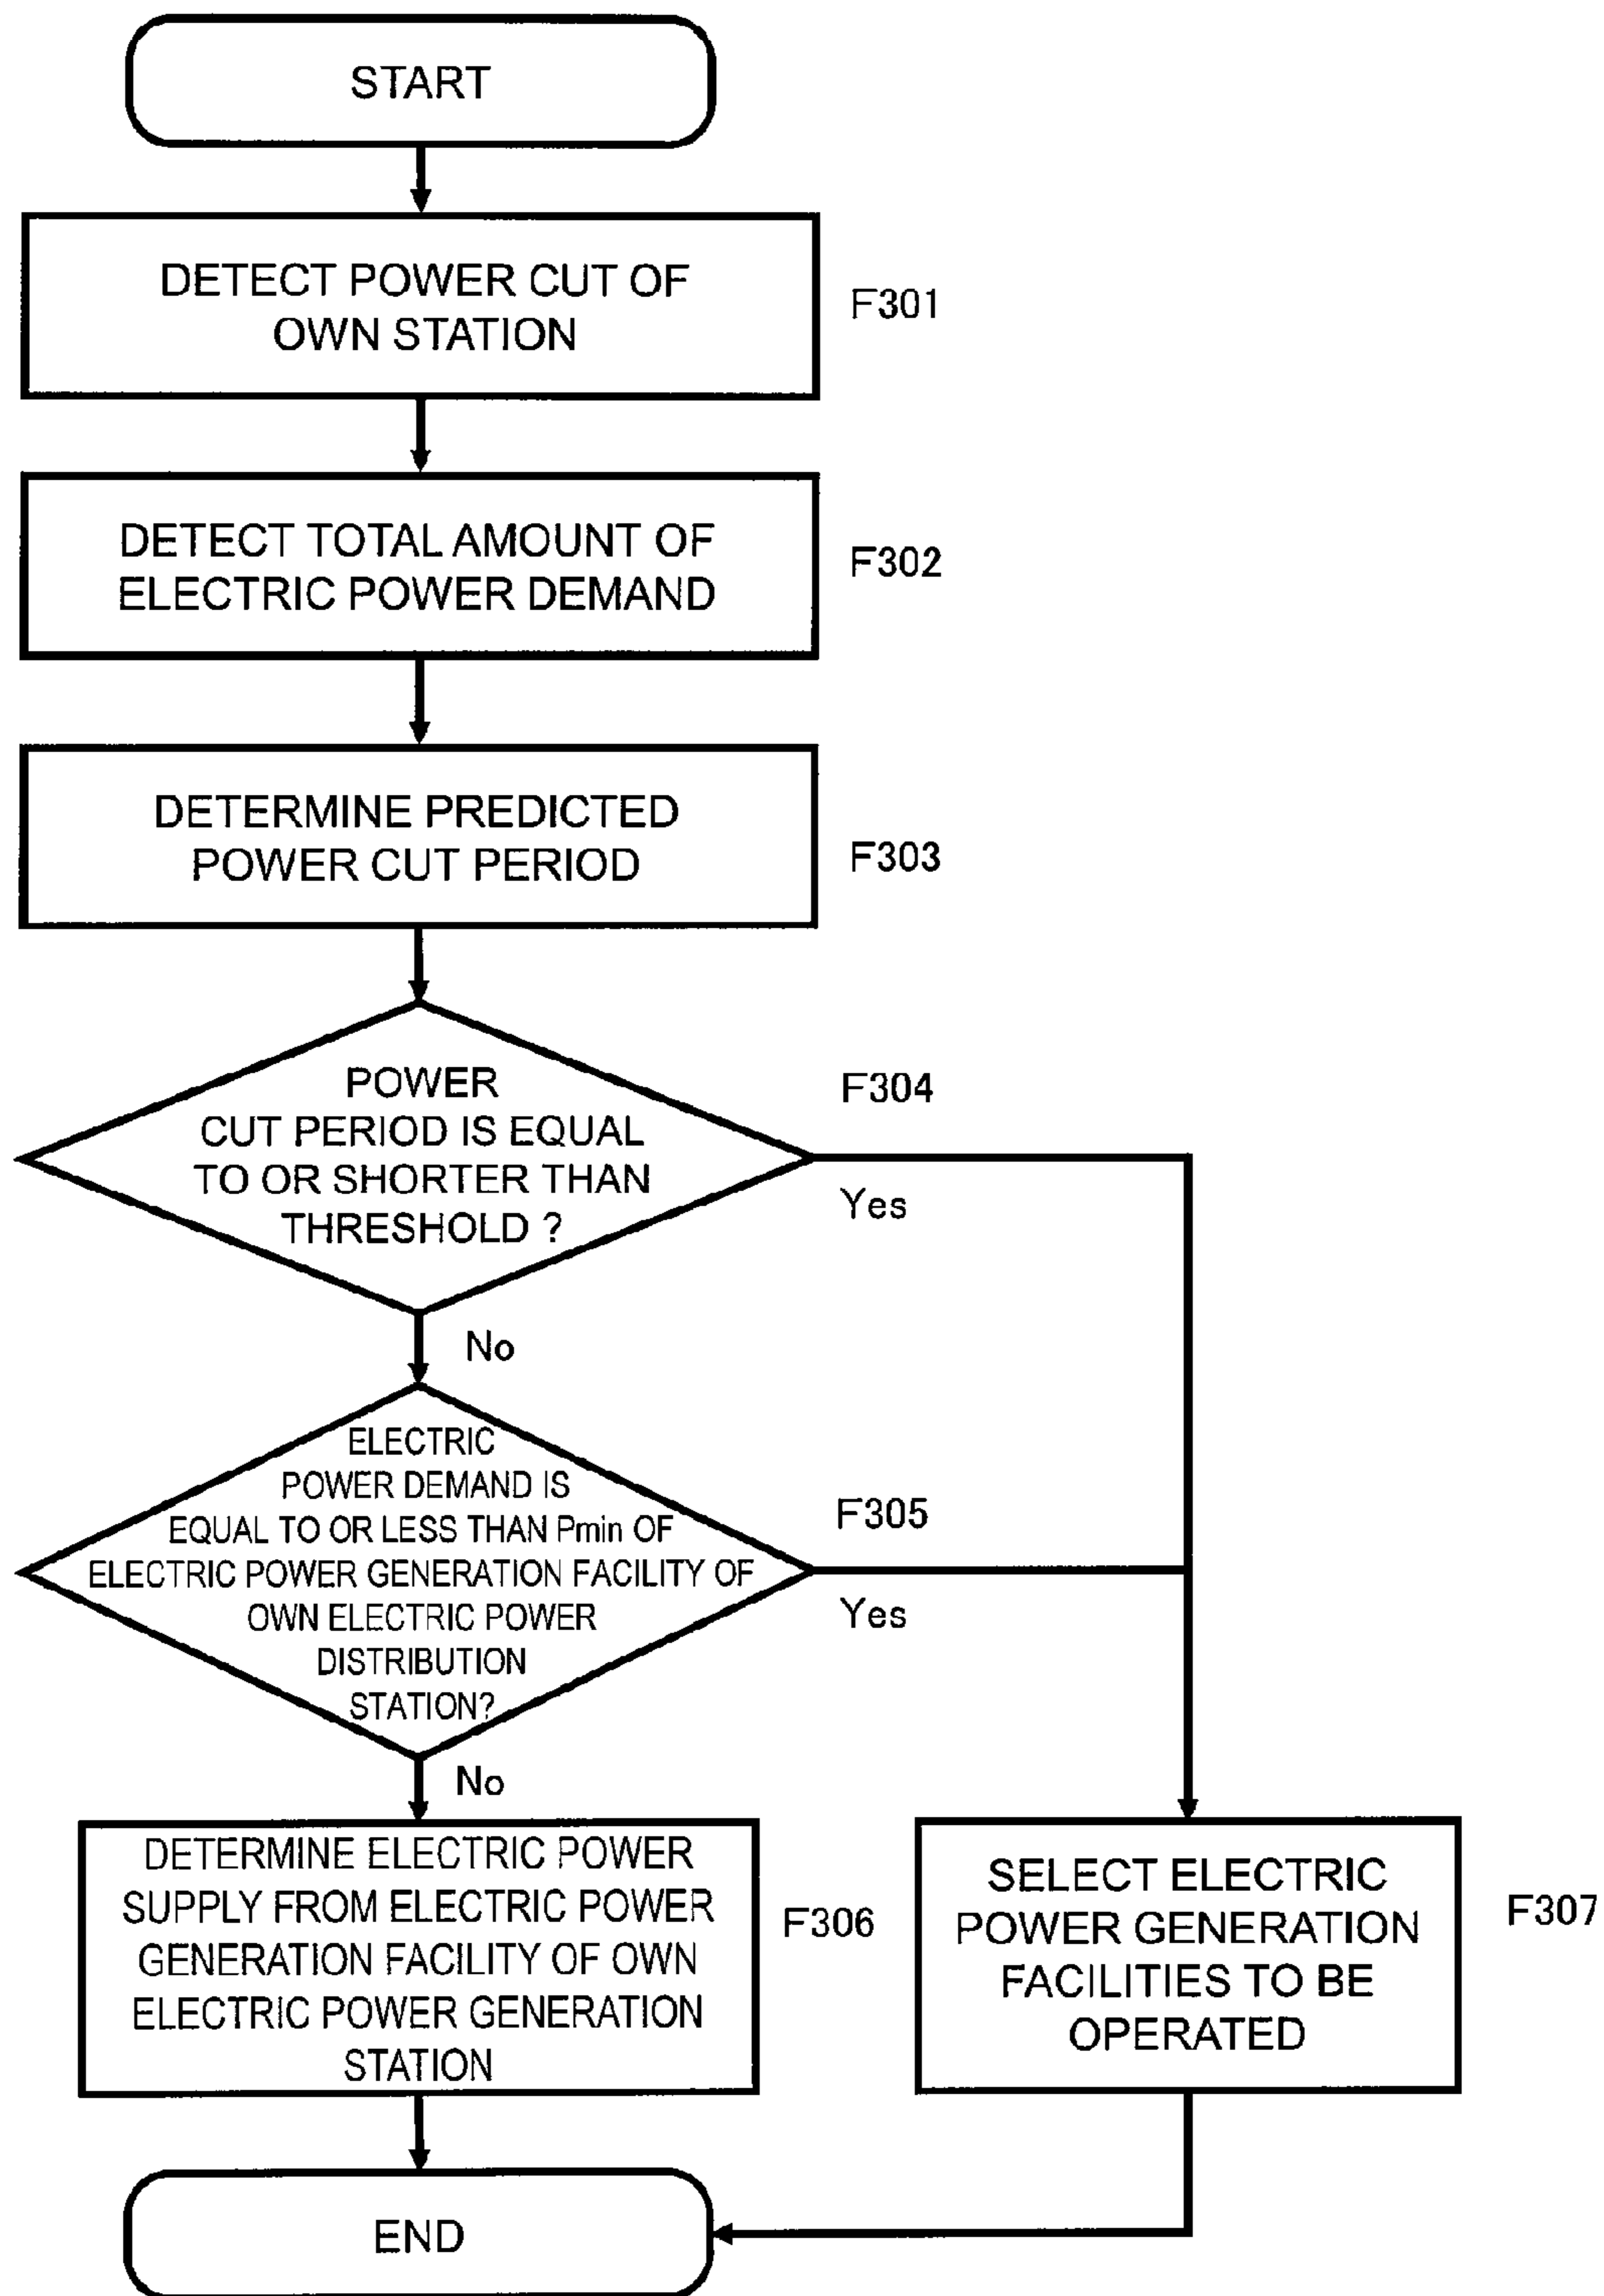 START
DETECT POWER CUT OF
OWN STATION
F301
DETECT TOTAL AMOUNT OF
ELECTRIC POWER DEMAND
F302
DETERMINE PREDICTED
POWER CUT PERIOD
F303
POWER
CUT PERIOD IS EQUAL
TO OR SHORTER THAN
THRESHOLD ?
F304
Yes
No
ELECTRIC
POWER DEMAND IS
EQUAL TO OR LESS THAN Pmin OF
ELECTRIC POWER GENERATION FACILITY OF
OWN ELECTRIC POWER
DISTRIBUTION
STATION?
F305
Yes
No
DETERMINE ELECTRIC POWER
SUPPLY FROM ELECTRIC POWER
GENERATION FACILITY OF OWN
ELECTRIC POWER GENERATION
STATION
F306
SELECT ELECTRIC
POWER GENERATION
FACILITIES TO BE
OPERATED
F307
END